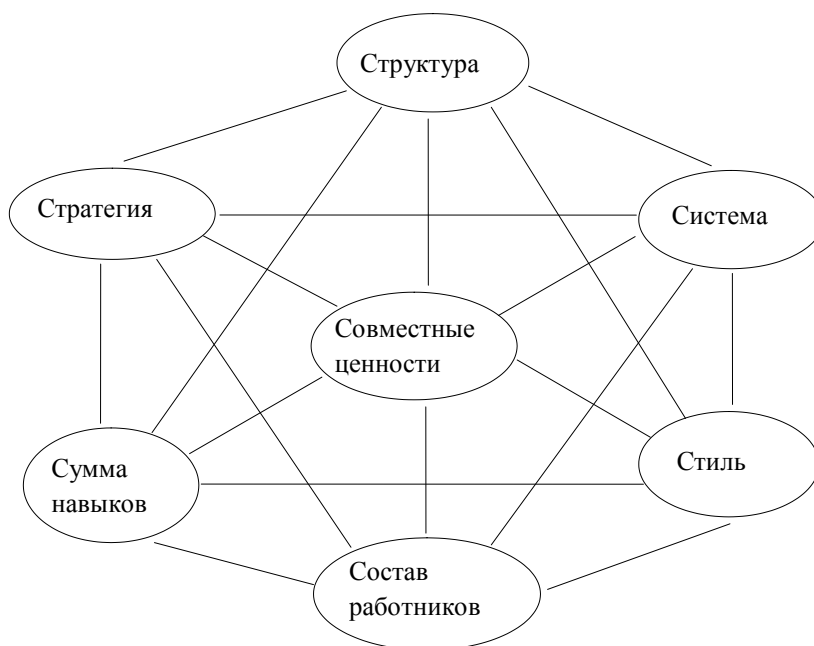 Структура
Стратегия
Система
Совместные
ценности
Сумма
навыков
Стиль
Состав
работников